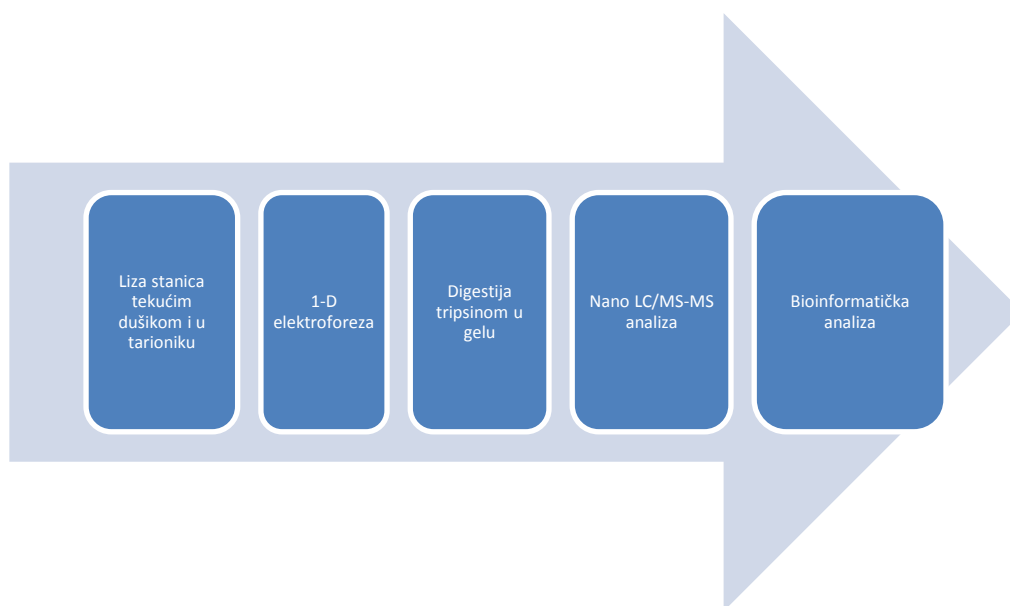 Liza stanica
tekućim
dušikom i u
tarioniku
1-D
elektroforeza
Digestija
tripsinom u
gelu
Nano LC/MS-MS
analiza
Bioinformatička
analiza